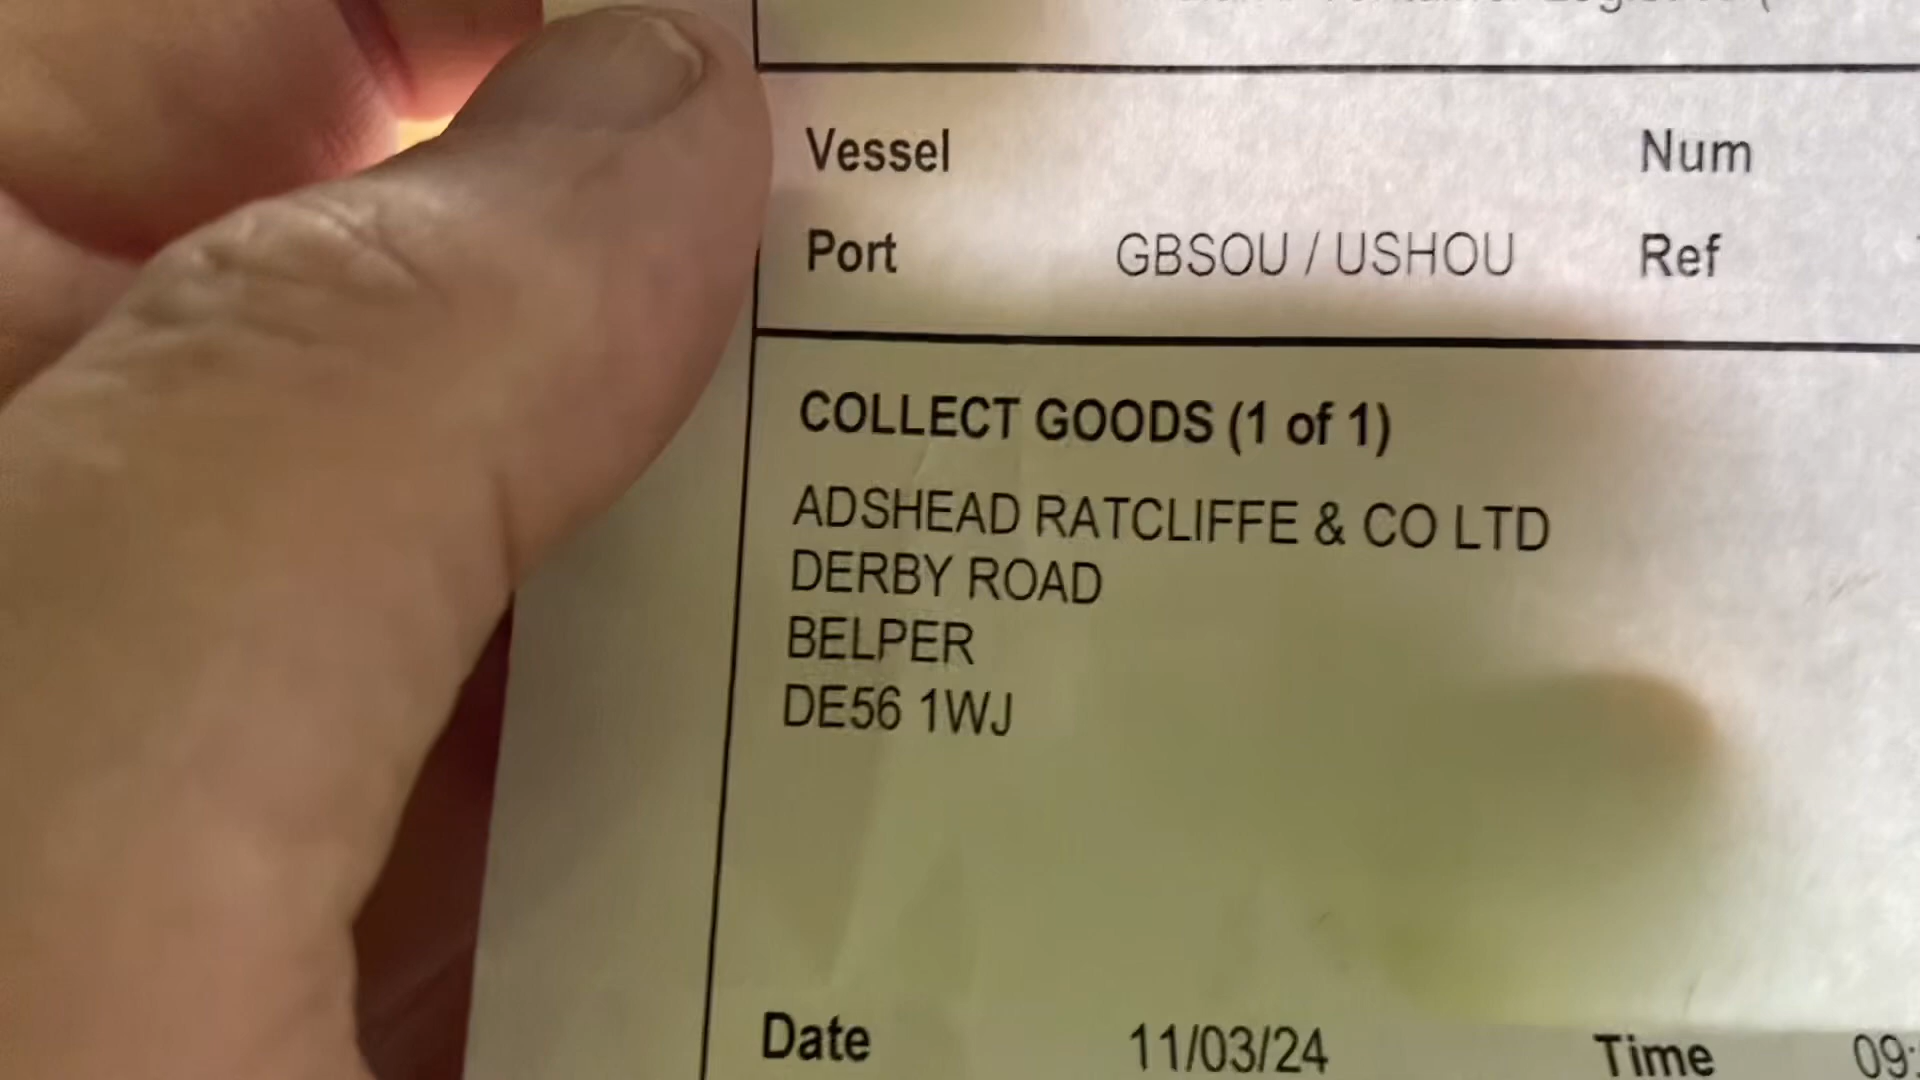 Vessel Num
Port GBSOU / USHOU Ref
COLLECT GOODS (1 of 1)
ADSHEAD RATCLIFFE & CO LTD
DERBY ROAD
BELPER
DE56 1WJ
Date 11/03/24 Time 09: